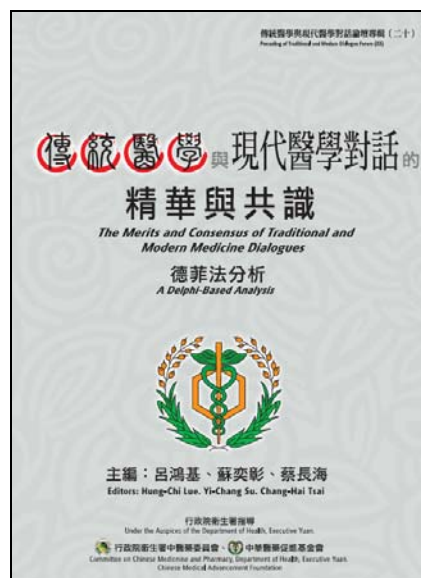 傳統醫學與現代醫學對話論壇專輯(二十)
Proceeding of Traditional and Modern Dialogue Forum (XX)
傳統醫學與現代醫學對話的
精華與共識
The Merits and Consensus of Traditional and
Modern Medicine Dialogues
德菲法分析
A Delphi-Based Analysis
主編:呂鴻基、蘇奕彰、蔡長海
Editors: Hung-Chi Lue. Yi-Chang Su. Chang-Hai Tsai
行政院衛生署指導
Under the Auspices of the Department of Health, Executive Yuan.
行政院衛生署中醫藥委員會、中華醫藥促進基金會
Committee on Chinese Medicine and Pharmacy, Department of Health, Executive Yuan.
Chinese Medical Advancement Foundation